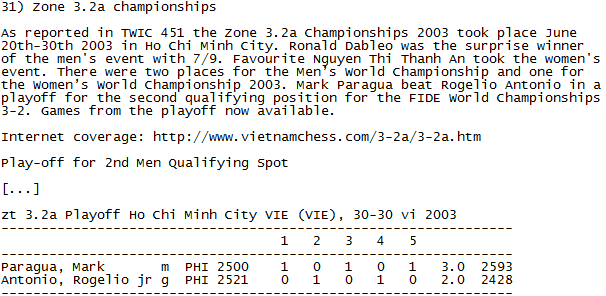 31) Zone 3.2a Championships
As reported in TWIC 451 the Zone 3.2a Championships 2003 took place June
20th-30th 2003 in Ho Chi Minh City. Ronald Dableo was the surprise winner
of the men's event with 7/9. Favourite Nguyen Thi Thanh An took the women's
event. There were two places for the Men's World Championship and one for
the Women's World Championship 2003. Mark Paragua beat Rogelio Antonio in a
playoff for the second qualifying position for the FIDE World Championships
3-2. Games from the playoff now available.
Internet coverage: http://www.vietnamchess.com/3-2a/3-2a.htm
Play-off for 2nd Men Qualifying Spot
[...]
zt 3.2a Playoff Ho Chi Minh City VIE (VIE), 30-30 vi 2003
--------------------------------------------------------------
1 2 3 4 5
--------------------------------------------------------------
Paragua, Mark m PHI 2500 1 0 1 0 1 3.0 2593
Antonio, Rogelio jr g PHI 2521 0 1 0 1 0 2.0 2428
--------------------------------------------------------------